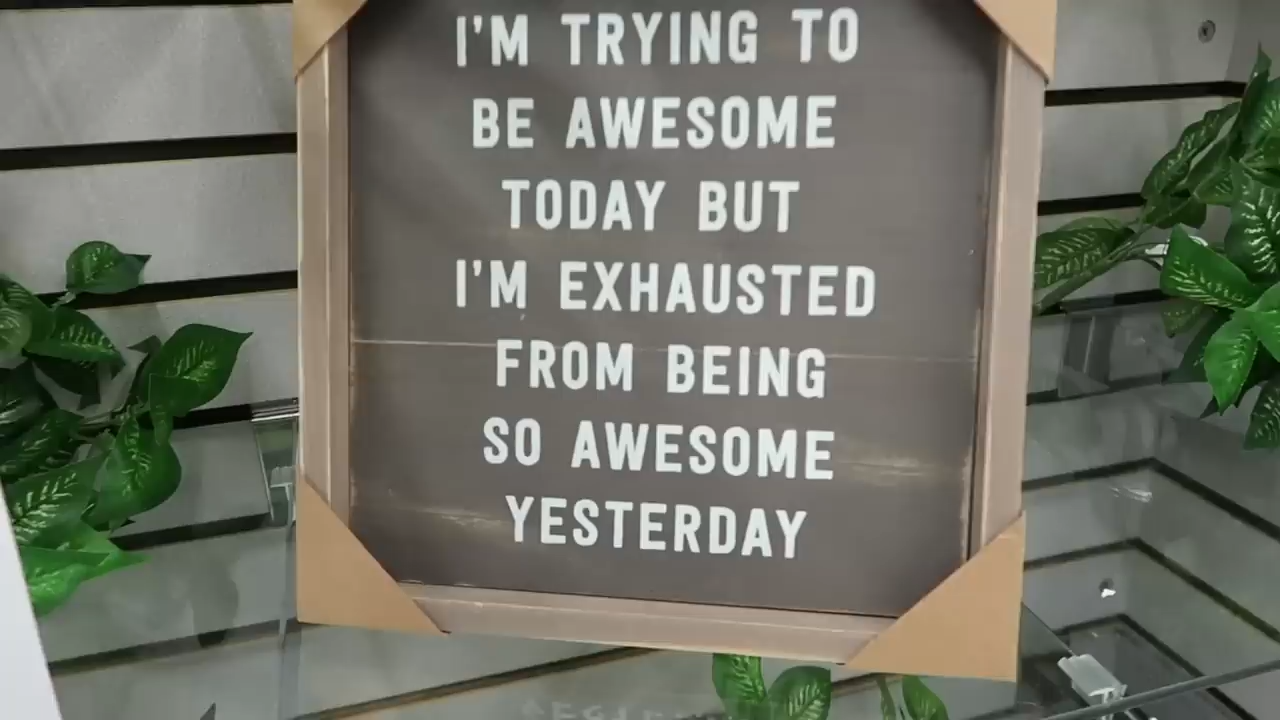 I'M TRYING TO
BE AWESOME
TODAY BUT
I'M EXHAUSTED
FROM BEING
SO AWESOME
YESTERDAY